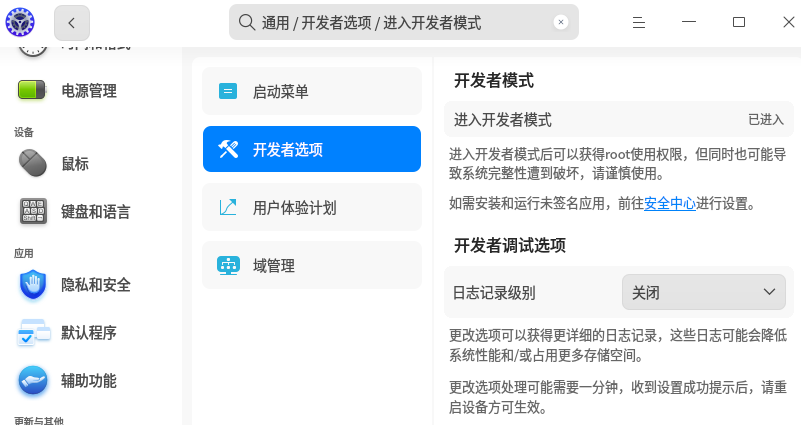 通用 / 开发者选项 / 进入开发者模式
电源管理
设备
鼠标
键盘和语言
应用
隐私和安全
默认程序
辅助功能
更新与其他
启动菜单
开发者选项
用户体验计划
域管理
开发者模式
进入开发者模式
已进入
进入开发者模式后可以获得root使用权限，但同时也可能导
致系统完整性遭到破坏，请谨慎使用。
如需安装和运行未签名应用，前往安全中心进行设置。
开发者调试选项
日志记录级别
关闭
更改选项可以获得更详细的日志记录，这些日志可能会降低
系统性能和/或占用更多存储空间。
更改选项处理可能需要一分钟，收到设置成功提示后，请重
启设备方可生效。